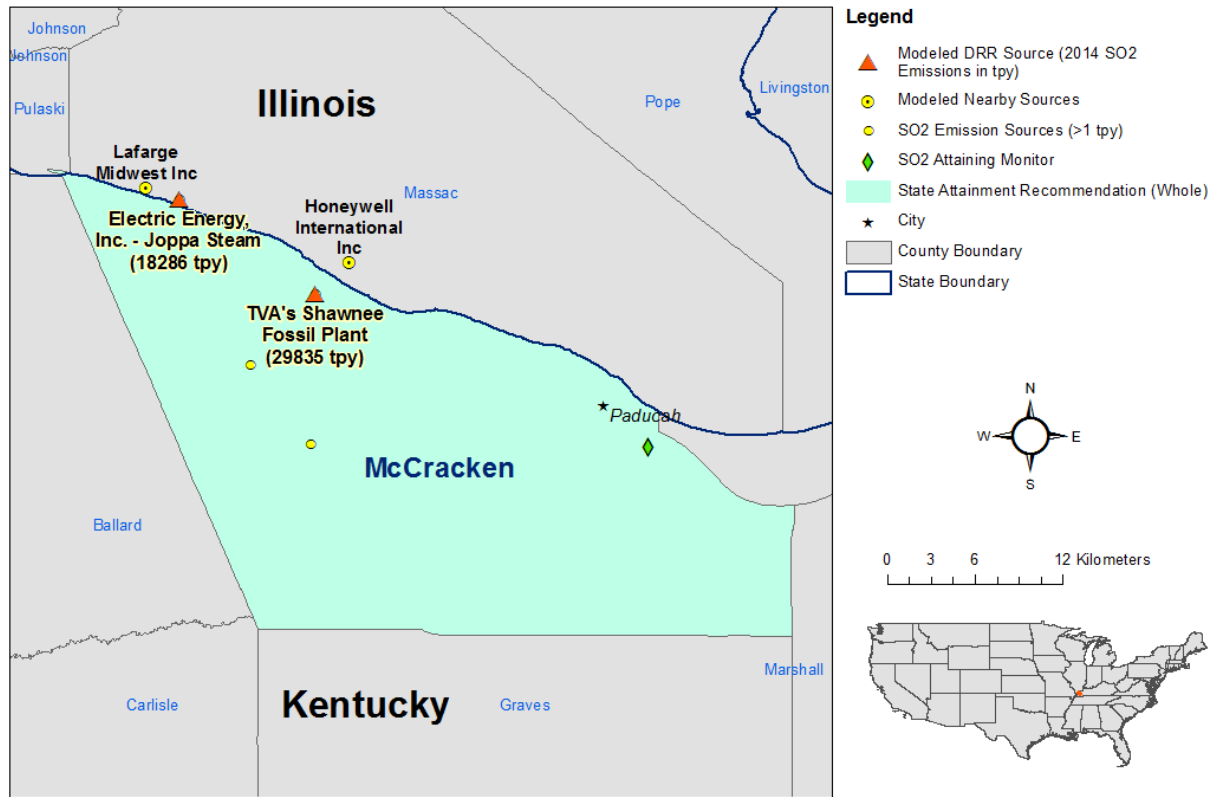 Johnson
Johnson
Pulaski
Illinois
Pope
Livingston
Lafarge
Midwest Inc
Massac
Electric Energy,
Inc. - Joppa Steam
(18286 tpy)
Honeywell
International
Inc
TVA's Shawnee
Fossil Plant
(29835 tpy)
Paducah
McCracken
Ballard
Marshall
Carlisle
Kentucky
Graves
Legend
Modeled DRR Source (2014 SO2
Emissions in tpy)
Modeled Nearby Sources
SO2 Emission Sources (>1 tpy)
SO2 Attaining Monitor
State Attainment Recommendation (Whole)
City
County Boundary
State Boundary
N
W
E
S
0 3 6 12 Kilometers